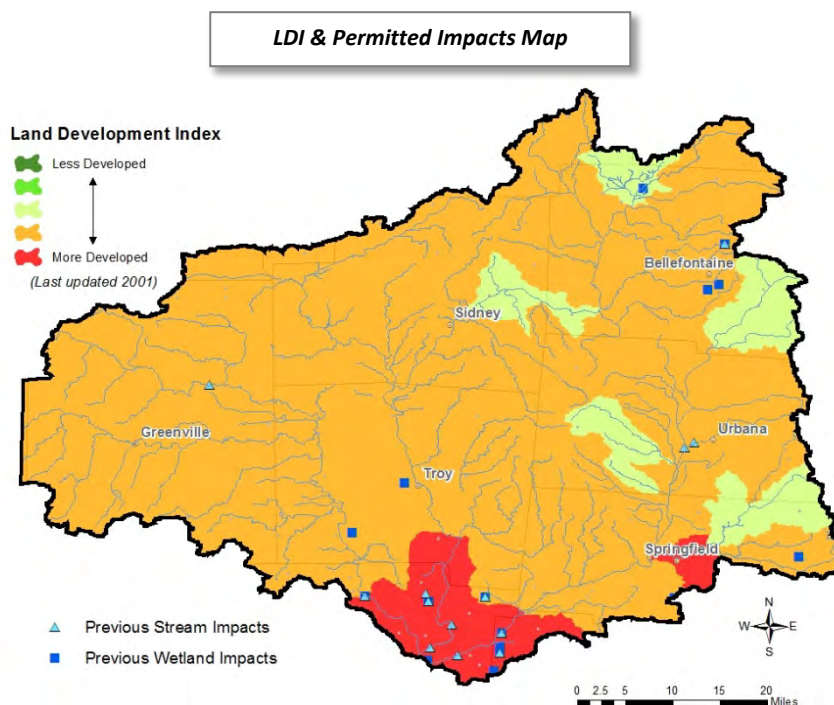 LDI & Permitted Impacts Map
Land Development Index
Less Developed
More Developed
(Last updated 2001)
Bellefontaine
Sidney
Greenville
Urbana
Troy
Springfield
Previous Stream Impacts
Previous Wetland Impacts
N
W E
S
0 2.5 5 10 15 20
Miles